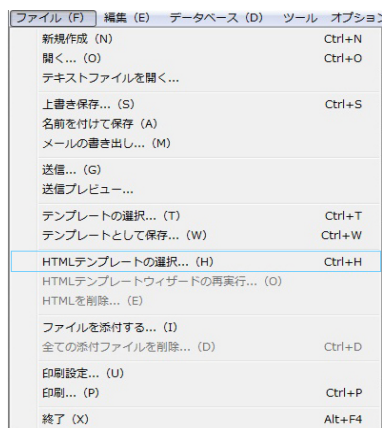 ファイル（F） 編集（E） データベース（D） ツール オプション
新規作成（N） Ctrl+N
開く...（O） Ctrl+O
テキストファイルを開く...
上書き保存...（S） Ctrl+S
名前を付けて保存（A）
メールの書き出し...（M）
送信...（G）
送信プレビュー...
テンプレートの選択...（T） Ctrl+T
テンプレートとして保存...（W） Ctrl+W
HTMLテンプレートの選択...（H） Ctrl+H
HTMLテンプレートウィザードの再実行...（O）
HTMLを削除...（E）
ファイルを添付する...（I）
全ての添付ファイルを削除...（D） Ctrl+D
印刷設定...（U）
印刷...（P） Ctrl+P
終了（X） Alt+F4